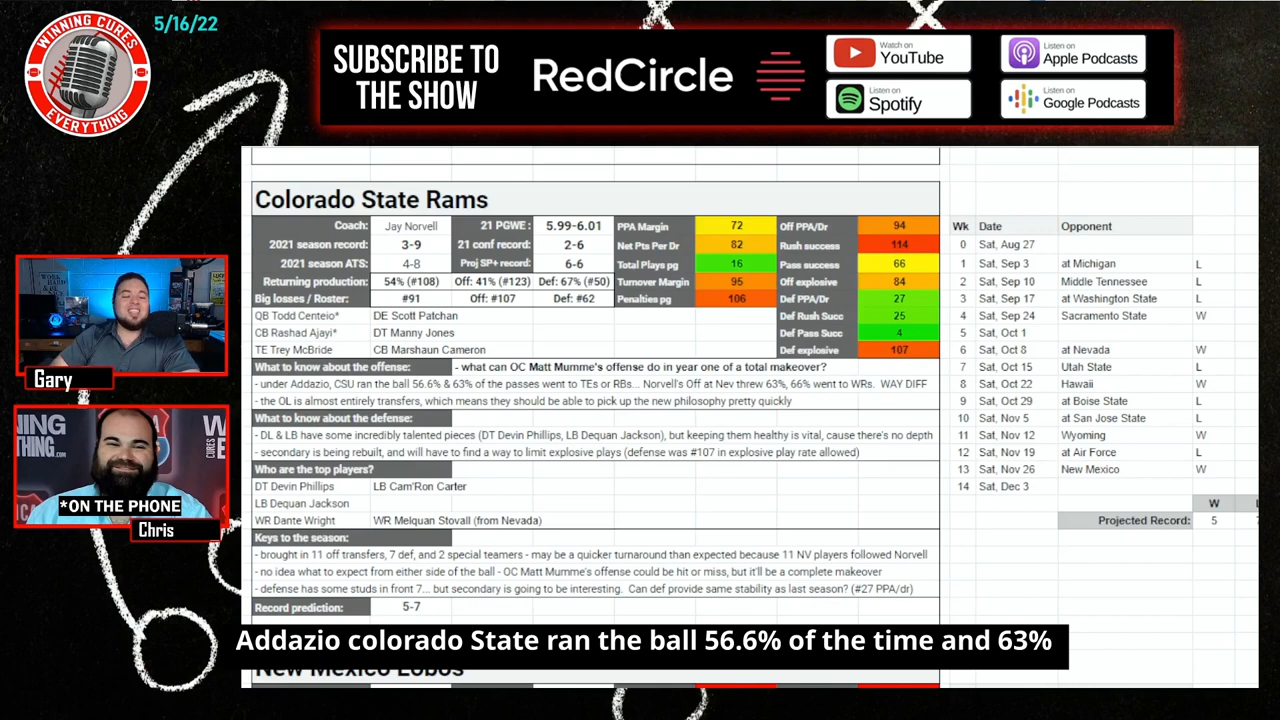 WINNING CURES
EVERYTHING
5/16/22
SUBSCRIBE TO
THE SHOW
RedCircle
Watch on
YouTube
Listen on
Spotify
Listen on
Apple Podcasts
Listen on
Google Podcasts
Gary
*ON THE PHONE
Chris
Colorado State Rams
Coach: Jay Norvell 21 PGWE: 5.99-6.01 PPA Margin 72 Off PPA/Dr 94
2021 season record: 3-9 21 conf record: 2-6 Net Pts Per Dr 82 Rush success 114
2021 season ATS: 4-8 Proj SP+ record: 6-6 Total Plays pg 16 Pass success 66
Returning production: 54% (#108) Off: 41% (#123) Def: 67% (#50) Turnover Margin 95 Off explosive 84
Big losses / Roster: #91 Off: #107 Def: #62 Penalties pg 106 Def PPA/Dr 27
QB Todd Centeio* DE Scott Patchan Def Rush Succ 25
CB Rashad Ajayi* DT Manny Jones Def Pass Succ 4
TE Trey McBride CB Marshaun Cameron Def explosive 107
What to know about the offense: - what can OC Matt Mumme's offense do in year one of a total makeover?
- under Addazio, CSU ran the ball 56.6% & 63% of the passes went to TEs or RBs... Norvell's Off at Nev threw 63%, 66% went to WRs. WAY DIFF
- the OL is almost entirely transfers, which means they should be able to pick up the new philosophy pretty quickly
What to know about the defense:
- DL & LB have some incredibly talented pieces (DT Devin Phillips, LB Dequan Jackson), but keeping them healthy is vital, cause there's no depth
- secondary is being rebuilt, and will have to find a way to limit explosive plays (defense was #107 in explosive play rate allowed)
Who are the top players?
DT Devin Phillips LB Cam'Ron Carter
LB Dequan Jackson
WR Dante Wright WR Melquan Stovall (from Nevada)
Keys to the season:
- brought in 11 off transfers, 7 def, and 2 special teamers - may be a quicker turnaround than expected because 11 NV players followed Norvell
- no idea what to expect from either side of the ball - OC Matt Mumme's offense could be hit or miss, but it'll be a complete makeover
- defense has some studs in front 7... but secondary is going to be interesting. Can def provide same stability as last season? (#27 PPA/dr)
Record prediction: 5-7
Wk Date Opponent
0 Sat, Aug 27
1 Sat, Sep 3 at Michigan L
2 Sat, Sep 10 Middle Tennessee L
3 Sat, Sep 17 at Washington State L
4 Sat, Sep 24 Sacramento State W
5 Sat, Oct 1
6 Sat, Oct 8 at Nevada W
7 Sat, Oct 15 Utah State L
8 Sat, Oct 22 Hawaii W
9 Sat, Oct 29 at Boise State L
10 Sat, Nov 5 at San Jose State L
11 Sat, Nov 12 Wyoming W
12 Sat, Nov 19 at Air Force L
13 Sat, Nov 26 New Mexico W
14 Sat, Dec 3
W
Projected Record: 5
Addazio colorado State ran the ball 56.6% of the time and 63%
New Mexico Lobos